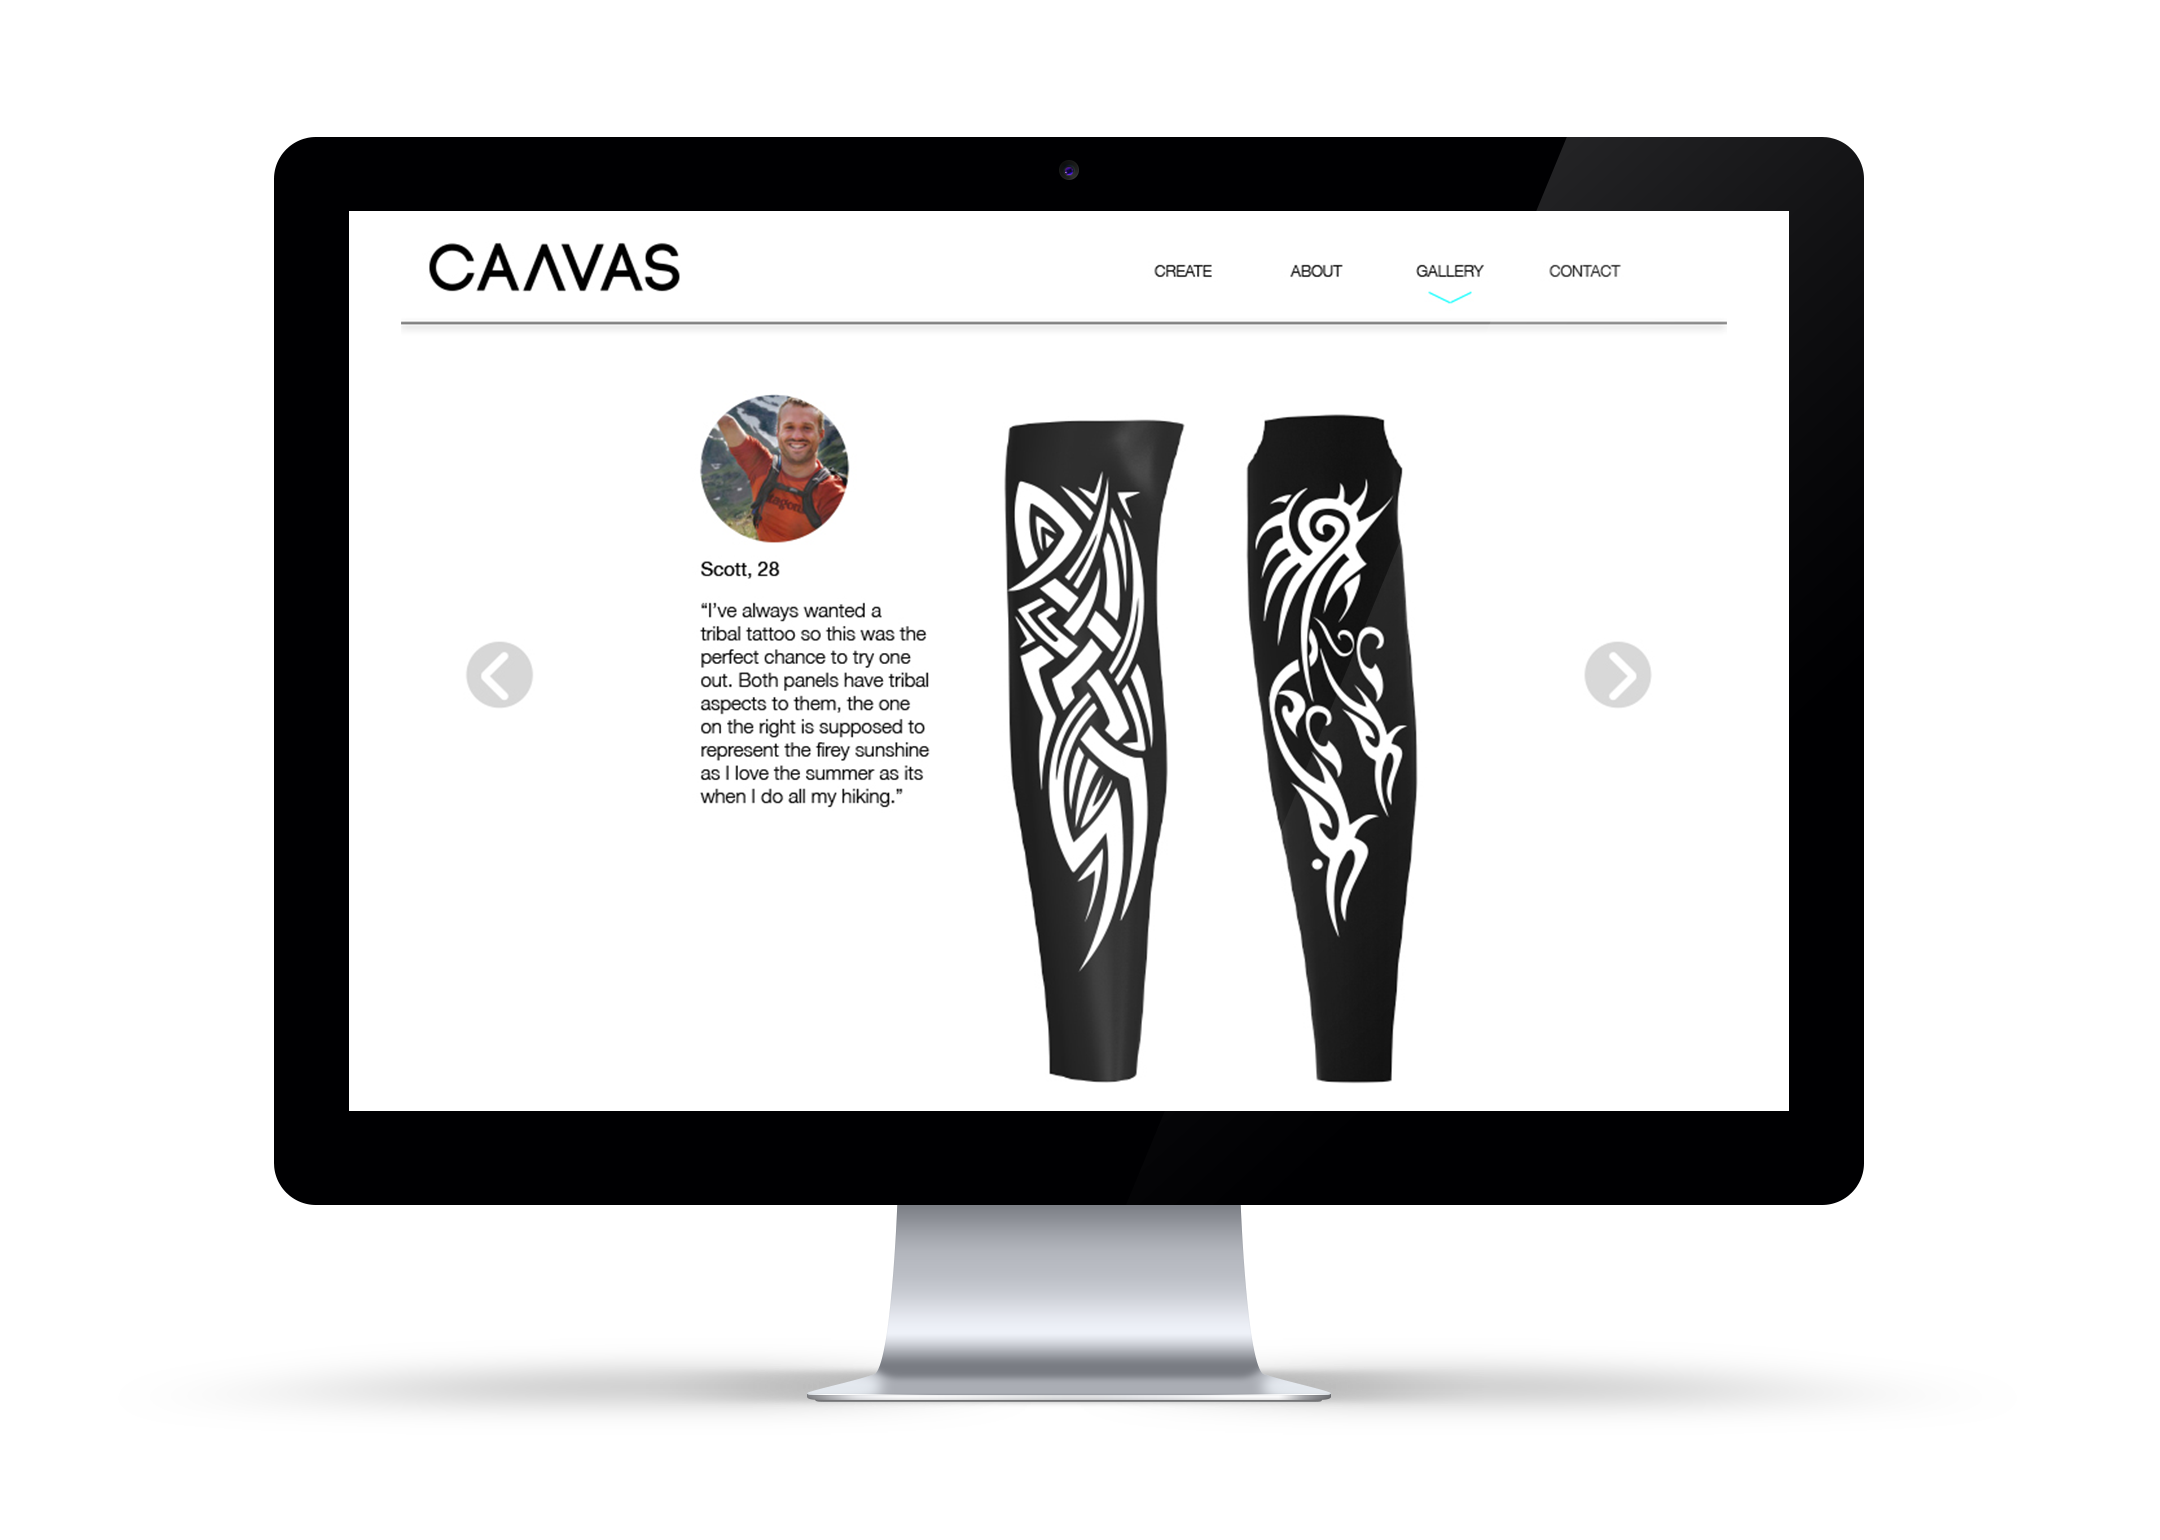 CANVAS
CREATE ABOUT GALLERY CONTACT
Scott, 28
“I’ve always wanted a
tribal tattoo so this was the
perfect chance to try one
out. Both panels have tribal
aspects to them, the one
on the right is supposed to
represent the firey sunshine
as I love the summer as its
when I do all my hiking.”